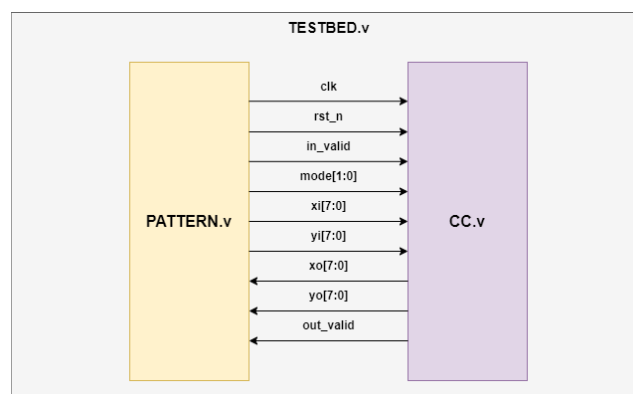 TESTBED.v
clk
rst_n
in_valid
mode[1:0]
xi[7:0]
PATTERN.v
CC.v
yi[7:0]
xo[7:0]
yo[7:0]
out_valid